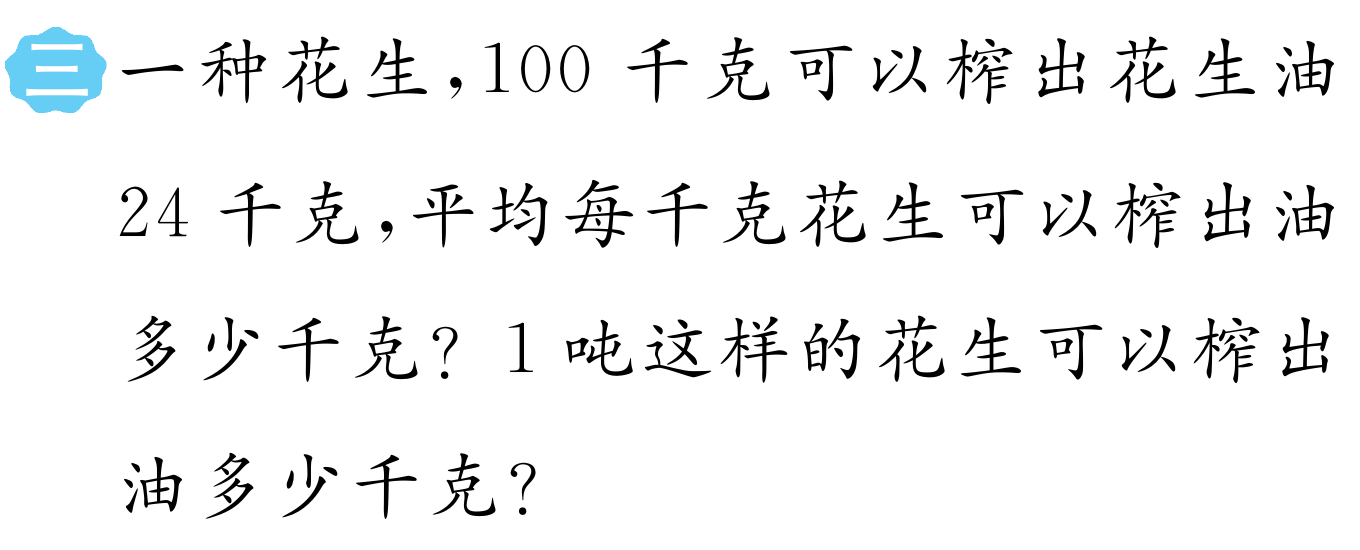 三 一种花生,100 千克可以榨出花生油
24 千克,平均每千克花生可以榨出油
多少千克? 1 吨这样的花生可以榨出
油多少千克?